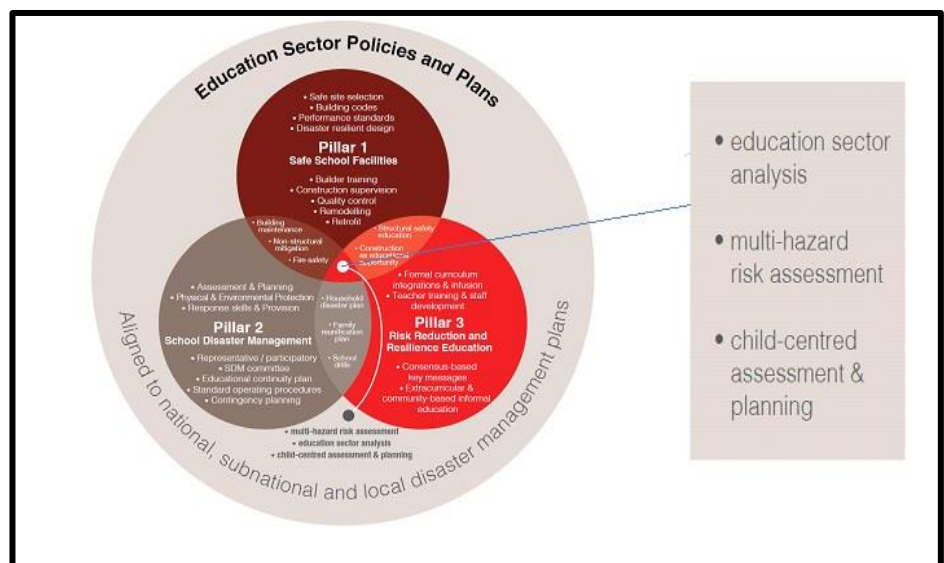 Education Sector Policies and Plans
• Safe site selection
• Building codes
• Performance standards
• Disaster resilient design
Pillar 1
Safe School Facilities
• Builder training
• Construction supervision
• Quality control
• Remodelling
• Retrofit
• Building
maintenance
• Non-structural
mitigation
• Fire safety
• Structural safety
education
• Construction
as educational
opportunity
• Assessment & Planning
• Physical & Environmental Protection
• Response skills & Provision
Pillar 2
School Disaster Management
• Representative / participatory
• SDM committee
• Educational continuity plan
• Standard operating procedures
• Contingency planning
• Household
disaster plan
• Family
reunification
plan
• School
drills
• Formal curriculum
integrations & infusion
• Teacher training & staff
development
Pillar 3
Risk Reduction and
Resilience Education
• Consensus-based
key messages
• Extracurricular &
community-based informal
education
• multi-hazard risk assessment
• education sector analysis
• child-centred assessment & planning
Aligned to national, subnational and local disaster management plans
• education sector
analysis
• multi-hazard
risk assessment
• child-centred
assessment &
planning